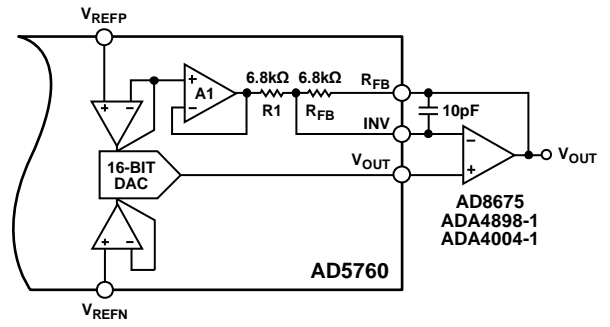 VREFP
6.8kΩ 6.8kΩ
RFB
A1
R1
RFB
10pF
INV
16-BIT
DAC
VOUT
VOUT
AD8675
ADA4898-1
ADA4004-1
AD5760
VREFN
+ −
+
−
−
+
+ −